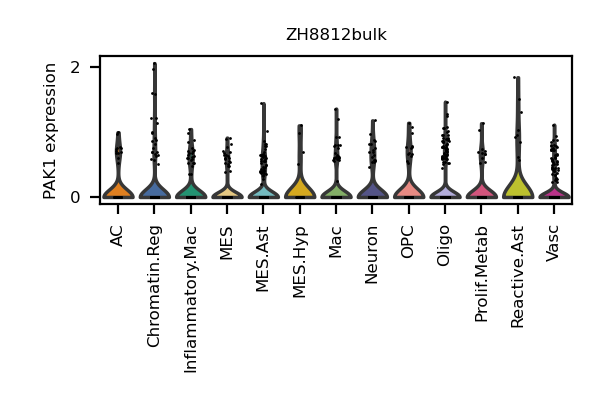 ZH8812bulk
PAK1 expression
2
0
AC
Chromatin.Reg
Inflammatory.Mac
MES
MES.Ast
MES.Hyp
Mac
Neuron
OPC
Oligo
Prolif.Metab
Reactive.Ast
Vasc